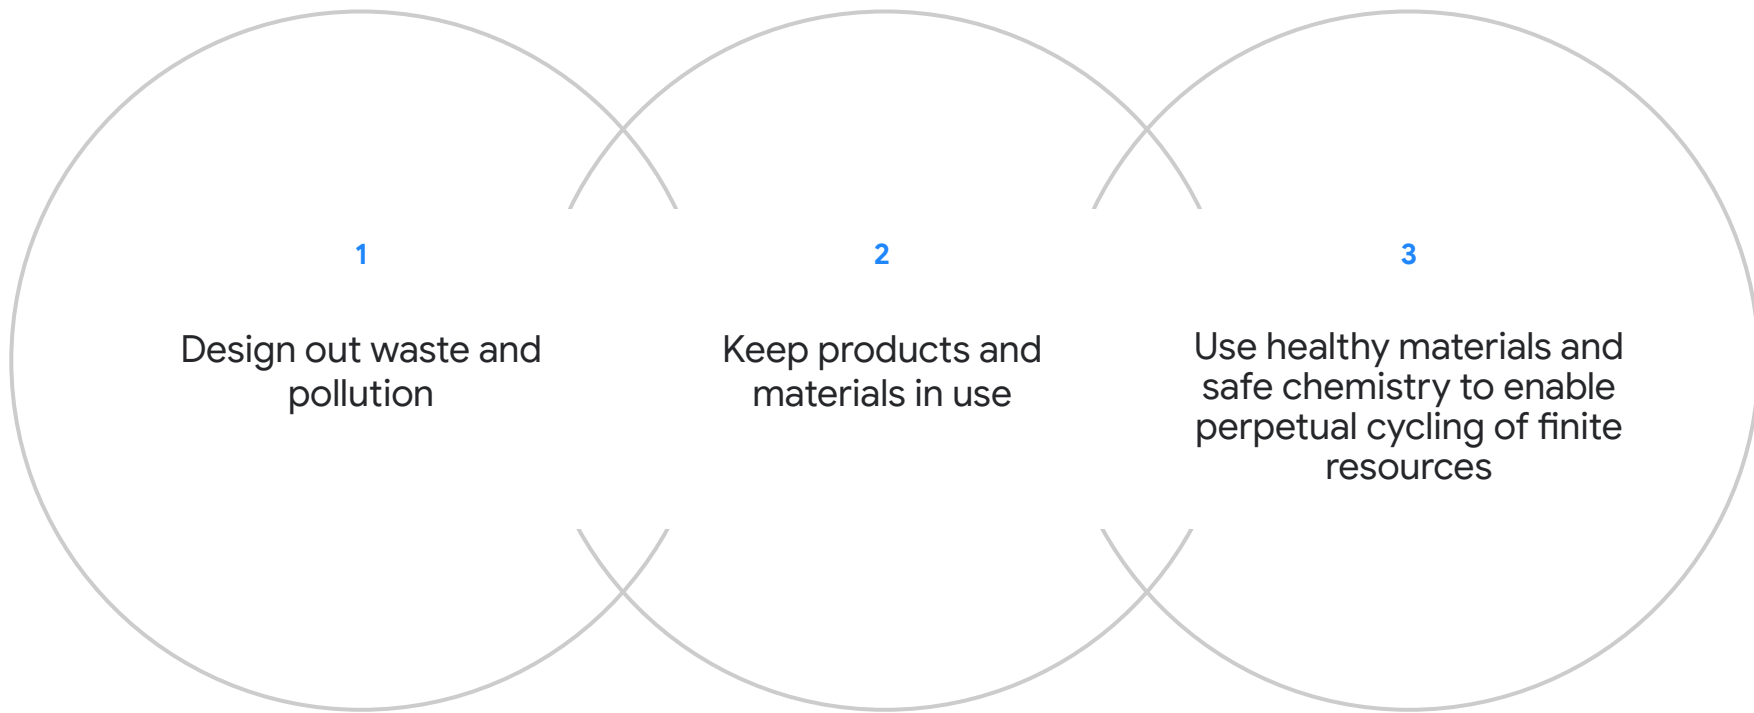 1
Design out waste and
pollution
2
Keep products and
materials in use
3
Use healthy materials and
safe chemistry to enable
perpetual cycling of finite
resources